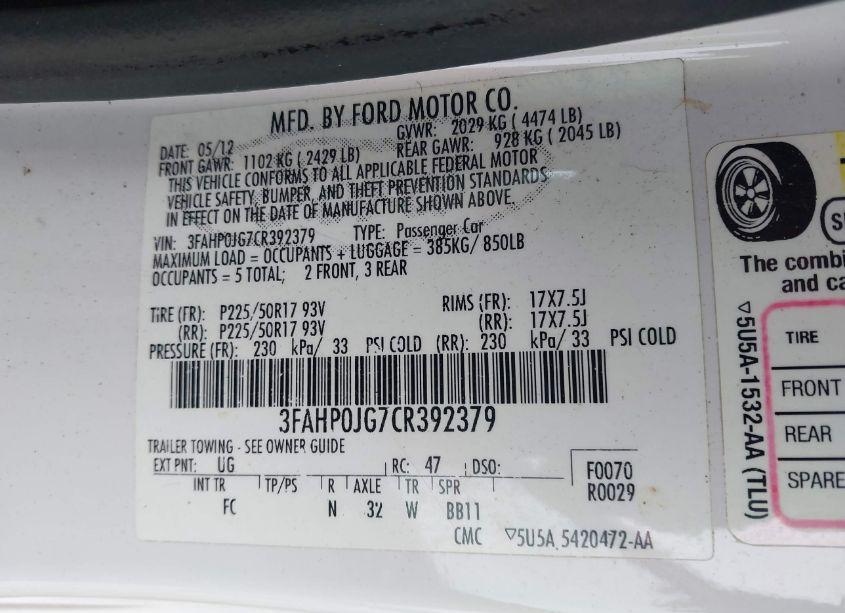 MFD. BY FORD MOTOR CO.
DATE: 05/12 GVWR: 2029 KG ( 4474 LB)
FRONT GAWR: 1102 KG ( 2429 LB) REAR GAWR: 928 KG ( 2045 LB)
THIS VEHICLE CONFORMS TO ALL APPLICABLE FEDERAL MOTOR
VEHICLE SAFETY, BUMPER, AND THEFT PREVENTION STANDARDS
IN EFFECT ON THE DATE OF MANUFACTURE SHOWN ABOVE.
VIN: 3FAHP0JG7CR392379 TYPE: Passenger Car
MAXIMUM LOAD = OCCUPANTS + LUGGAGE = 385KG/ 850LB
OCCUPANTS = 5 TOTAL; 2 FRONT, 3 REAR
TIRE (FR): P225/50R17 93V RIMS (FR): 17X7.5J
(RR): P225/50R17 93V (RR): 17X7.5J
PRESSURE (FR): 230 kPa/ 33 PSI COLD (RR): 230 kPa/ 33 PSI COLD
3FAHP0JG7CR392379
TRAILER TOWING - SEE OWNER GUIDE
EXT PNT: UG RC: 47 DSO:
INT TR TP/PS R AXLE TR SPR
FC N 32 W BB11
F0070
R0029
CMC ▽5U5A 5420472-AA
The combi
and ca
▽5U5A-1532-AA (TLU)
TIRE
FRONT
REAR
SPARE